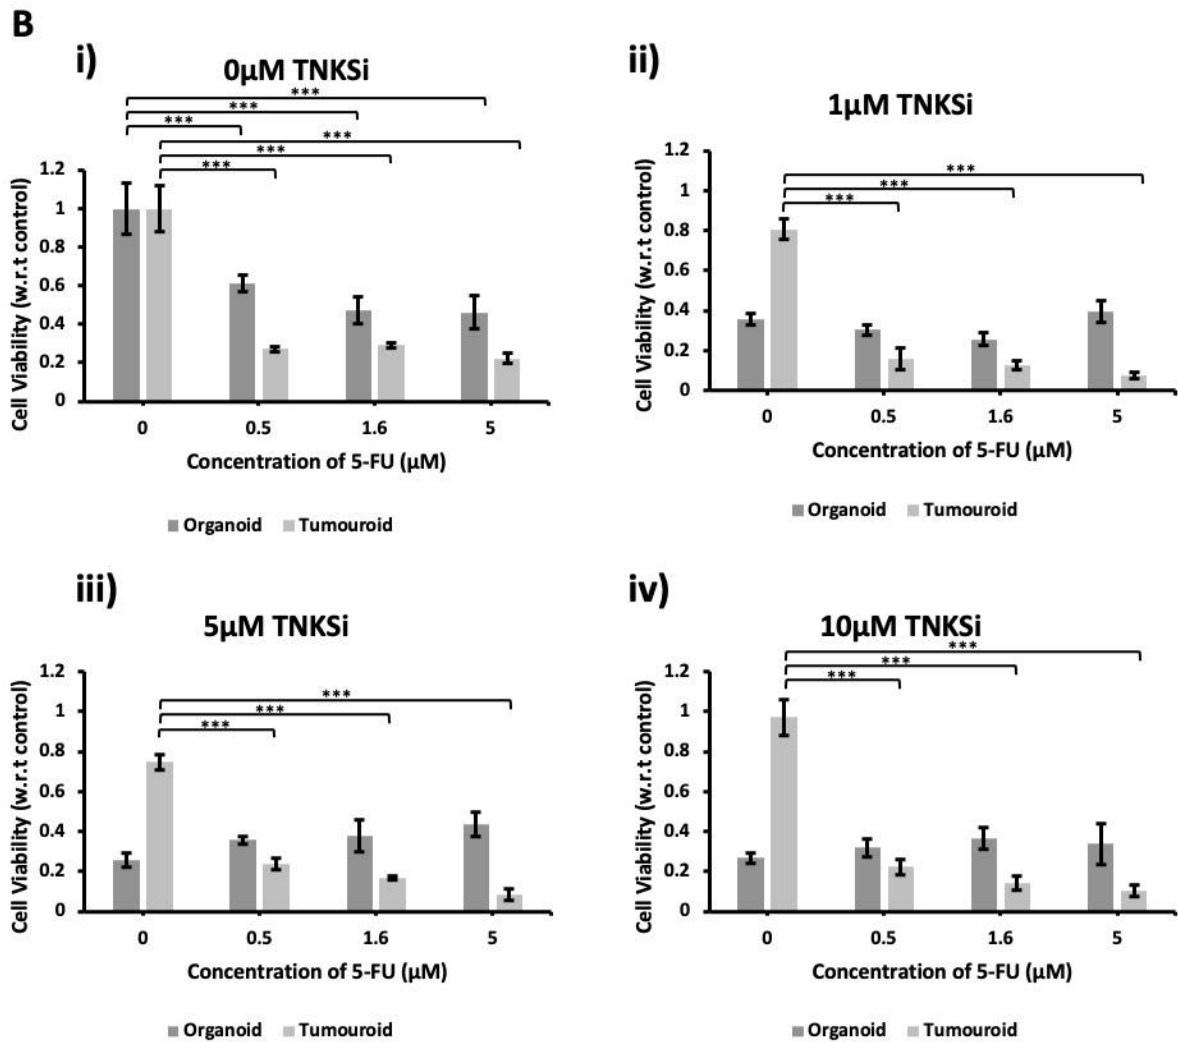 B
i)
0μM TNKSi
***
***
***
***
***
***
1.2
1
0.8
0.6
0.4
0.2
0
Cell Viability (w.r.t control)
0 0.5 1.6 5
Concentration of 5-FU (μM)
Organoid Tumouroid
ii)
1μM TNKSi
***
***
***
1.2
1
0.8
0.6
0.4
0.2
0
Cell Viability (w.r.t control)
0 0.5 1.6 5
Concentration of 5-FU (μM)
Organoid Tumouroid
iii)
5μM TNKSi
***
***
***
1.2
1
0.8
0.6
0.4
0.2
0
Cell Viability (w.r.t control)
0 0.5 1.6 5
Concentration of 5-FU (μM)
Organoid Tumouroid
iv)
10μM TNKSi
***
***
***
1.2
1
0.8
0.6
0.4
0.2
0
Cell Viability (w.r.t control)
0 0.5 1.6 5
Concentration of 5-FU (μM)
Organoid Tumouroid